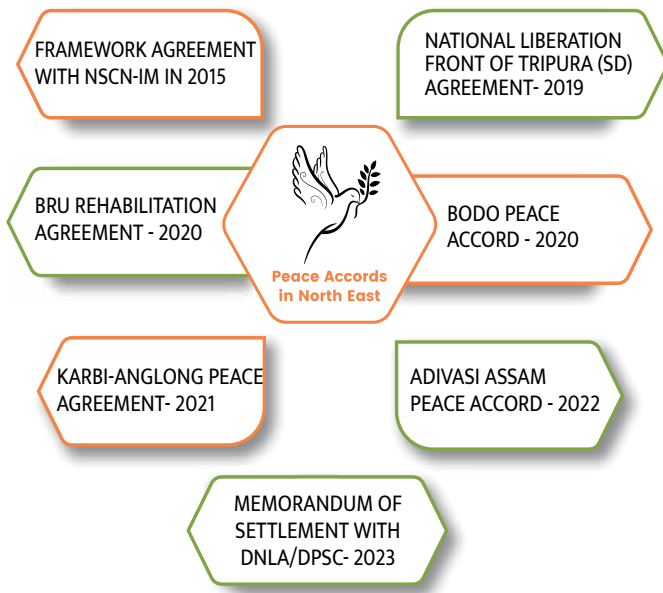 FRAMEWORK AGREEMENT
WITH NSCN-IM IN 2015
NATIONAL LIBERATION
FRONT OF TRIPURA (SD)
AGREEMENT- 2019
BRU REHABILITATION
AGREEMENT - 2020
Peace Accords
in North East
BODO PEACE
ACCORD - 2020
KARBI-ANGLONG PEACE
AGREEMENT- 2021
ADIVASI ASSAM
PEACE ACCORD - 2022
MEMORANDUM OF
SETTLEMENT WITH
DNLA/DPSC- 2023